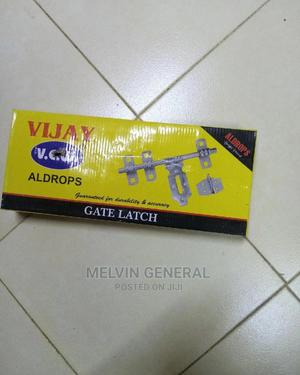 VIJAY
ALDROPS
ALDROPS
Guaranteed for durability & accuracy
GATE LATCH
MELVIN GENERAL
POSTED ON JIJI